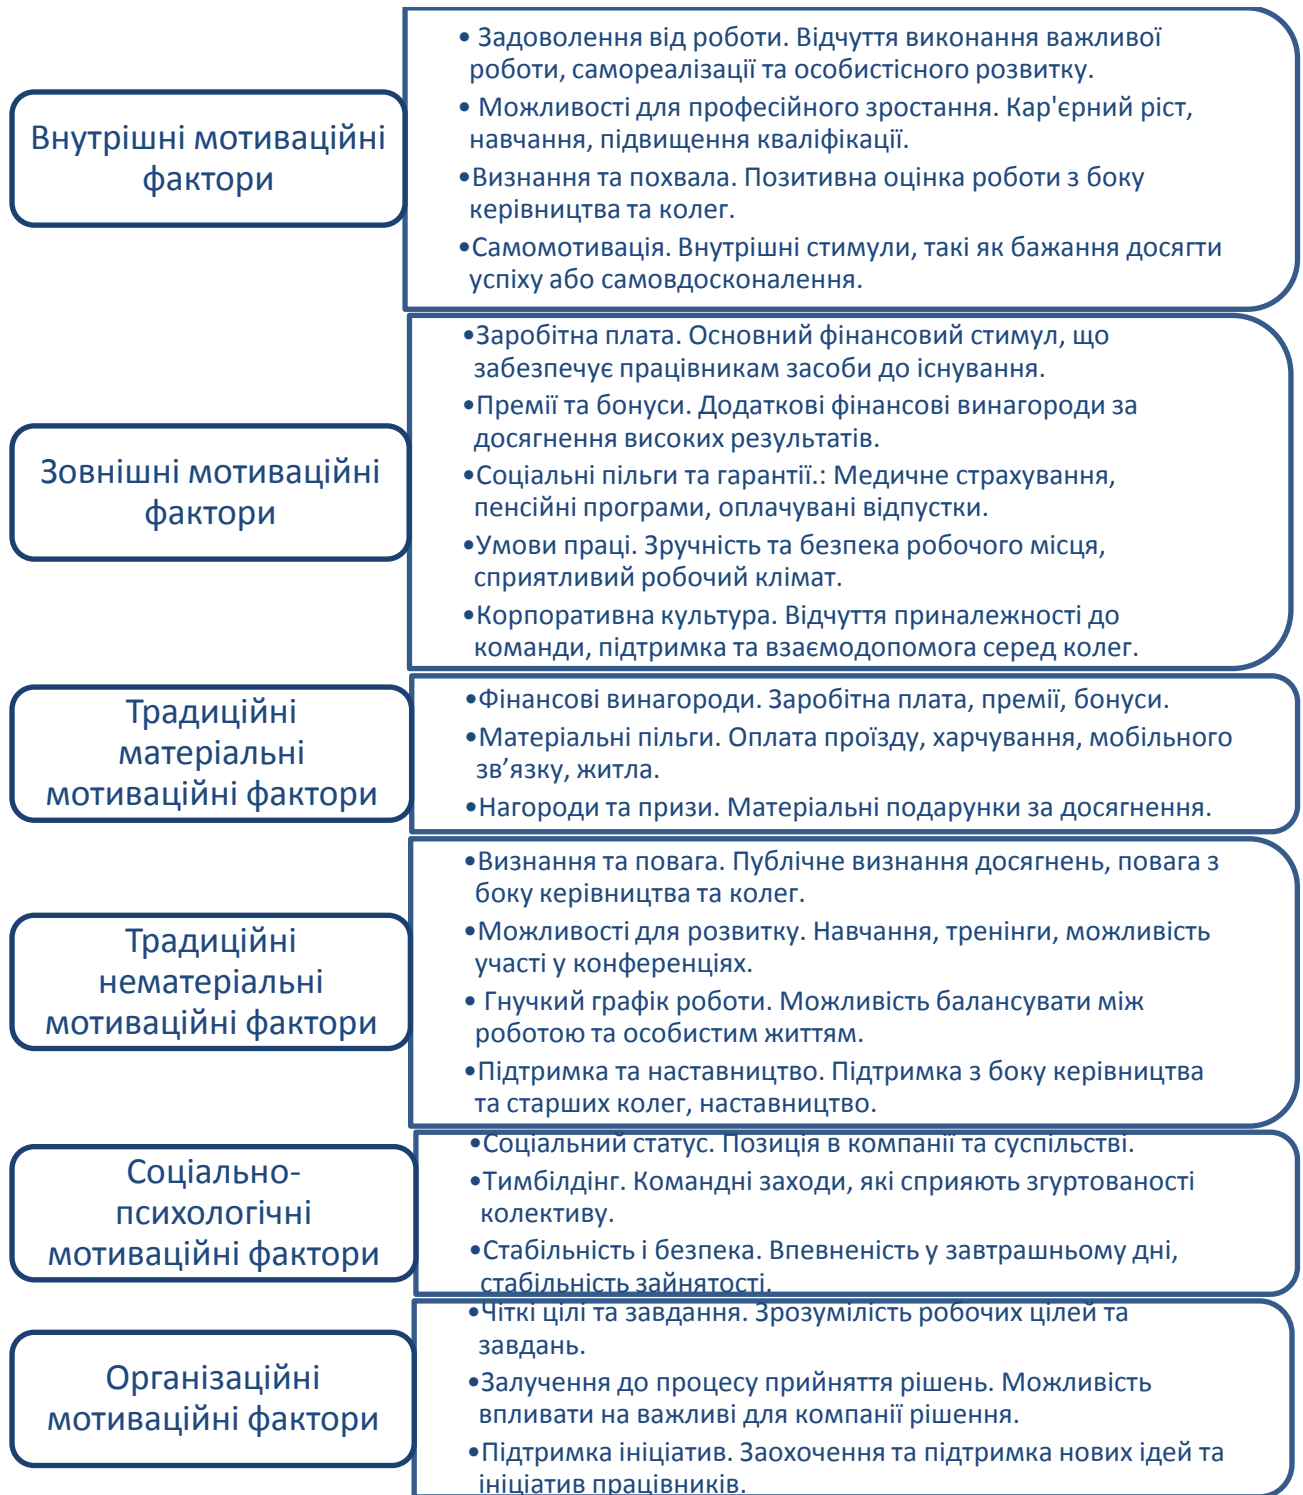 Внутрішні мотиваційні
фактори
• Задоволення від роботи. Відчуття виконання важливої
роботи, самореалізації та особистісного розвитку.
• Можливості для професійного зростання. Кар'єрний ріст,
навчання, підвищення кваліфікації.
•Визнання та похвала. Позитивна оцінка роботи з боку
керівництва та колег.
•Самомотивація. Внутрішні стимули, такі як бажання досягти
успіху або самовдосконалення.
Зовнішні мотиваційні
фактори
•Заробітна плата. Основний фінансовий стимул, що
забезпечує працівникам засоби до існування.
•Премії та бонуси. Додаткові фінансові винагороди за
досягнення високих результатів.
•Соціальні пільги та гарантії.: Медичне страхування,
пенсійні програми, оплачувані відпустки.
•Умови праці. Зручність та безпека робочого місця,
сприятливий робочий клімат.
•Корпоративна культура. Відчуття приналежності до
команди, підтримка та взаємодопомога серед колег.
Традиційні
матеріальні
мотиваційні фактори
•Фінансові винагороди. Заробітна плата, премії, бонуси.
•Матеріальні пільги. Оплата проїзду, харчування, мобільного
зв’язку, житла.
•Нагороди та призи. Матеріальні подарунки за досягнення.
Традиційні
нематеріальні
мотиваційні фактори
•Визнання та повага. Публічне визнання досягнень, повага з
боку керівництва та колег.
•Можливості для розвитку. Навчання, тренінги, можливість
участі у конференціях.
• Гнучкий графік роботи. Можливість балансувати між
роботою та особистим життям.
•Підтримка та наставництво. Підтримка з боку керівництва
та старших колег, наставництво.
Соціально-
психологічні
мотиваційні фактори
•Соціальний статус. Позиція в компанії та суспільстві.
•Тимбілдінг. Командні заходи, які сприяють згуртованості
колективу.
•Стабільність і безпека. Впевненість у завтрашньому дні,
стабільність зайнятості.
Організаційні
мотиваційні фактори
•Чіткі цілі та завдання. Зрозумілість робочих цілей та
завдань.
•Залучення до процесу прийняття рішень. Можливість
впливати на важливі для компанії рішення.
•Підтримка ініціатив. Заохочення та підтримка нових ідей та
ініціатив працівників.